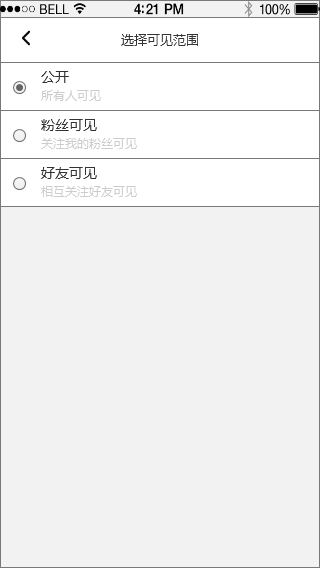 BELL 4:21 PM 100%
选择可见范围
公开
所有人可见
粉丝可见
关注我的粉丝可见
好友可见
相互关注好友可见